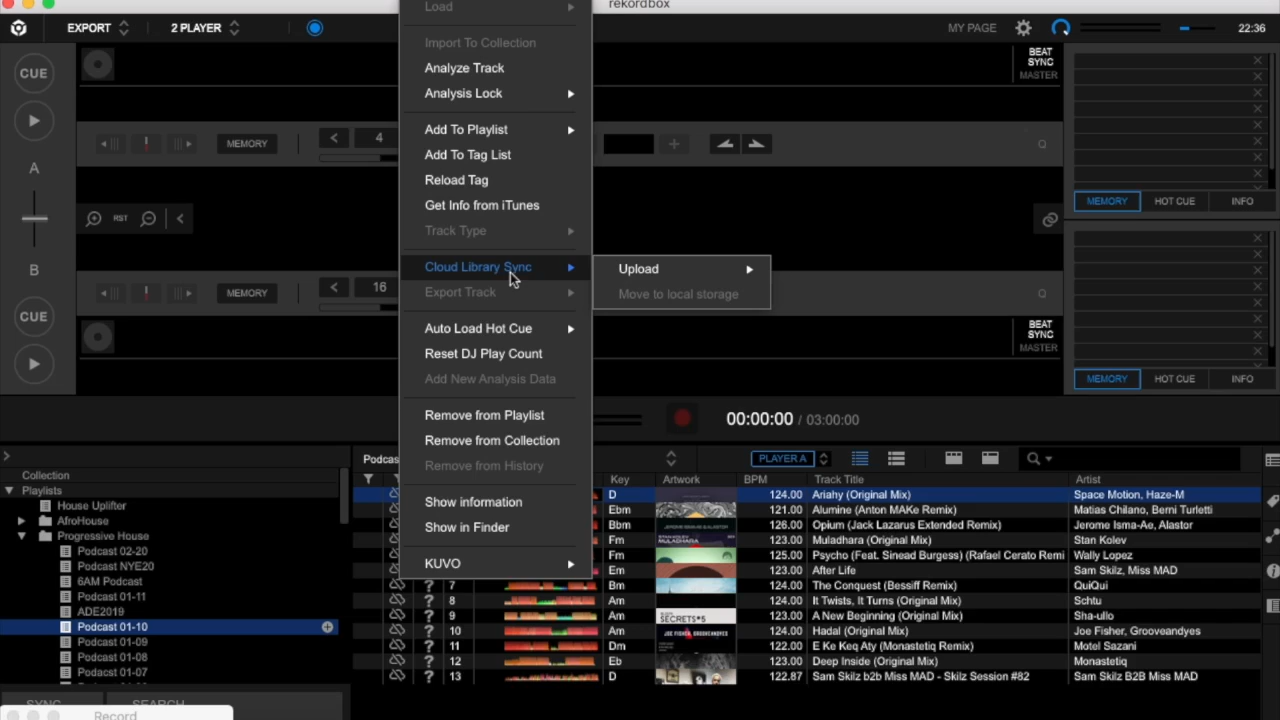 rekordbox
EXPORT
2 PLAYER
MY PAGE
22:36
Load
Import To Collection
Analyze Track
Analysis Lock
Add To Playlist
Add To Tag List
Reload Tag
Get Info from iTunes
Track Type
Cloud Library Sync
Export Track
Auto Load Hot Cue
Reset DJ Play Count
Add New Analysis Data
Remove from Playlist
Remove from Collection
Remove from History
Show information
Show in Finder
KUVO
Upload
Move to local storage
CUE
A
B
CUE
MEMORY
4
RST
MEMORY
16
BEAT
SYNC
MASTER
Q
BEAT
SYNC
MASTER
Q
MEMORY HOT CUE INFO
MEMORY HOT CUE INFO
00:00:00 / 03:00:00
Collection
Playlists
House Uplifter
AfroHouse
Progressive House
Podcast 02-20
Podcast NYE20
6AM Podcast
Podcast 01-11
ADE2019
Podcast 01-10
Podcast 01-09
Podcast 01-08
Podcast 01-07
SYNC SEARCH
Record
Podcas
PLAYER A
Key Artwork BPM Track Title Artist
D 124.00 Ariahy (Original Mix) Space Motion, Haze-M
Ebm 121.00 Alumine (Anton MAKe Remix) Matias Chilano, Berni Turletti
Bbm 126.00 Opium (Jack Lazarus Extended Remix) Jerome Isma-Ae, Alastor
Fm 123.00 Muladhara (Original Mix) Stan Kolev
Fm 125.00 Psycho (Feat. Sinead Burgess) (Rafael Cerato Remi Wally Lopez
Em 123.00 After Life Sam Skilz, Miss MAD
7 Bm 124.00 The Conquest (Bessiff Remix) QuiQui
8 Am 124.00 It Twists, It Turns (Original Mix) Schtu
9 Am SECRETS#5 123.00 A New Beginning (Original Mix) Sha-ullo
10 Am JOE FISHER, GROOVEANDYES 124.00 Hadal (Original Mix) Joe Fisher, Grooveandyes
11 Dm 122.00 E Ke Keq Aty (Monastetiq Remix) Motel Sazani
12 Eb 123.00 Deep Inside (Original Mix) Monastetiq
13 D 122.87 Sam Skilz b2b Miss MAD - Skilz Session #82 Sam Skilz B2B Miss MAD